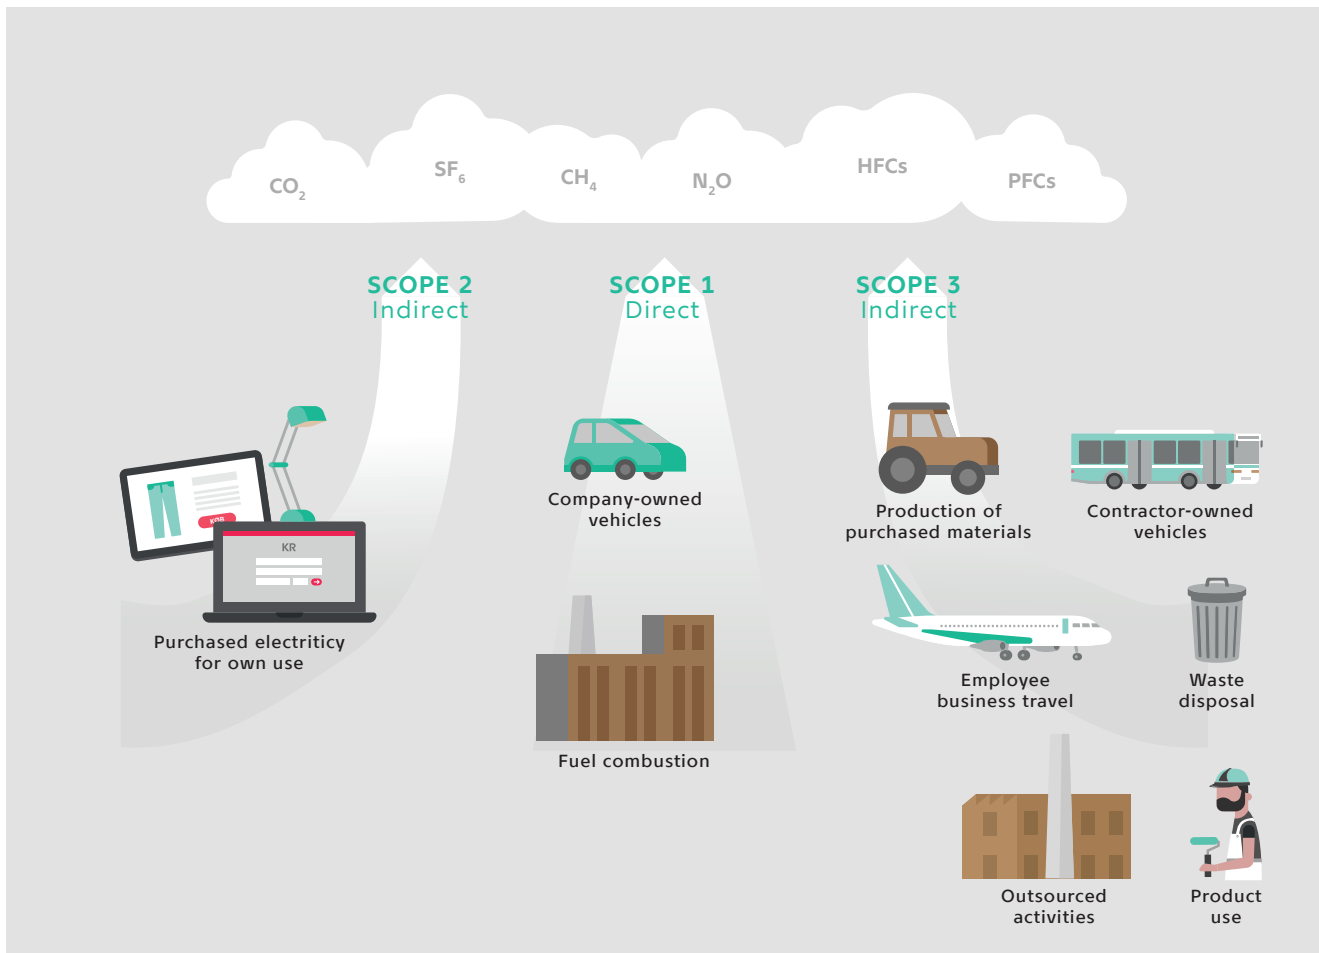 CO₂
SF₆
CH₄
N₂O
HFCs
PFCs
SCOPE 2
Indirect
SCOPE 1
Direct
SCOPE 3
Indirect
KR
Purchased electriticy
for own use
Company-owned
vehicles
Fuel combustion
Production of
purchased materials
Contractor-owned
vehicles
Employee
business travel
Waste
disposal
Outsourced
activities
Product
use